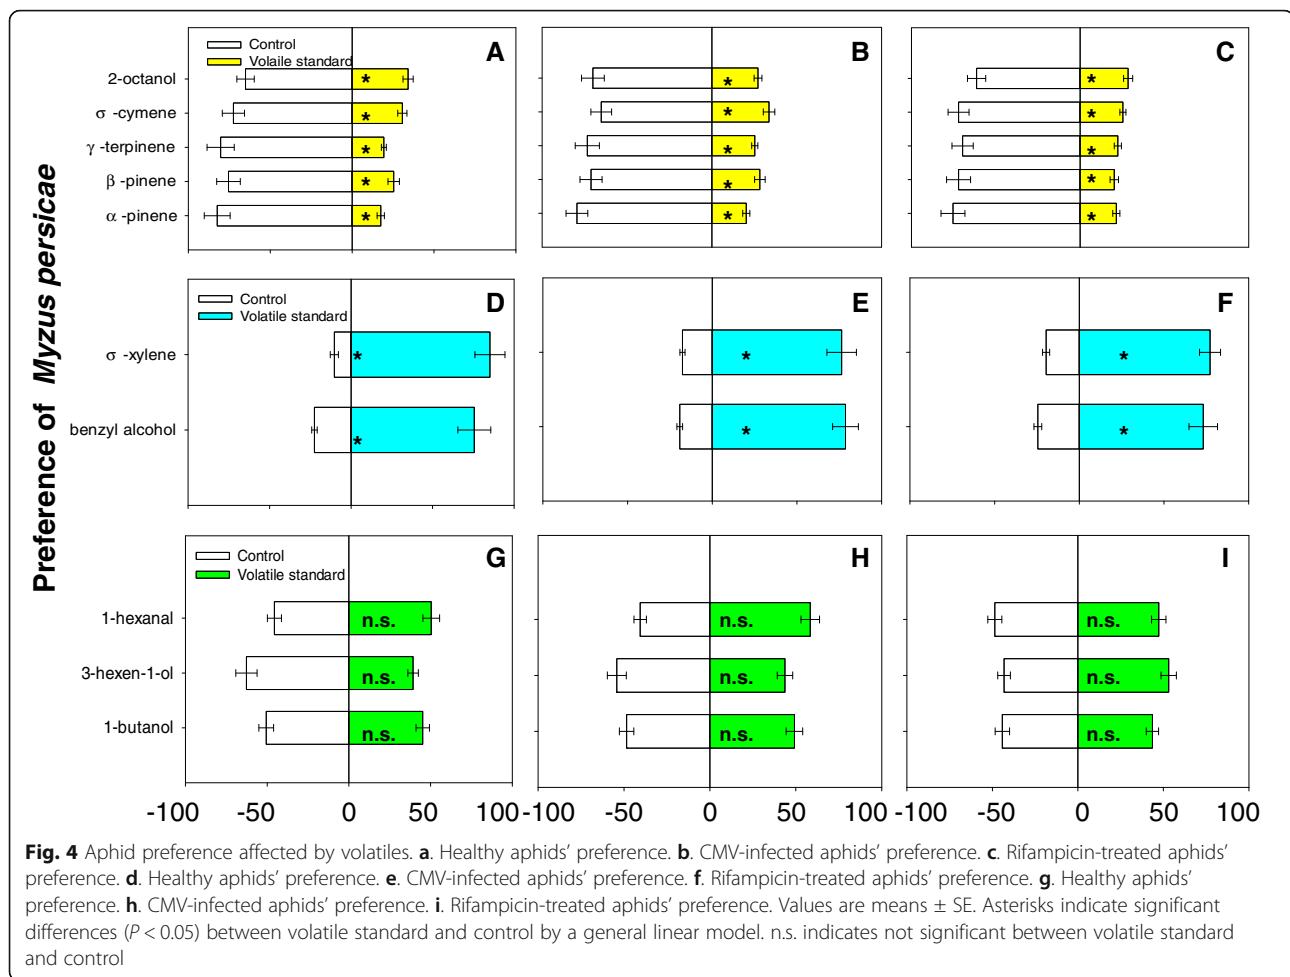 Preference of Myzus persicae
Control
Volaile standard
A
B
C
2-octanol
*
*
*
σ -cymene
*
*
*
γ -terpinene
*
*
*
β -pinene
*
*
*
α -pinene
*
*
*
Control
Volatile standard
D
E
F
σ -xylene
*
*
*
benzyl alcohol
*
*
*
Control
Volatile standard
G
H
I
1-hexanal
n.s.
n.s.
n.s.
3-hexen-1-ol
n.s.
n.s.
n.s.
1-butanol
n.s.
n.s.
n.s.
-100 -50 0 50 100
-100 -50 0 50 100
-100 -50 0 50 100
Fig. 4 Aphid preference affected by volatiles. a. Healthy aphids’ preference. b. CMV-infected aphids’ preference. c. Rifampicin-treated aphids’
preference. d. Healthy aphids’ preference. e. CMV-infected aphids’ preference. f. Rifampicin-treated aphids’ preference. g. Healthy aphids’
preference. h. CMV-infected aphids’ preference. i. Rifampicin-treated aphids’ preference. Values are means ± SE. Asterisks indicate significant
differences (P < 0.05) between volatile standard and control by a general linear model. n.s. indicates not significant between volatile standard
and control